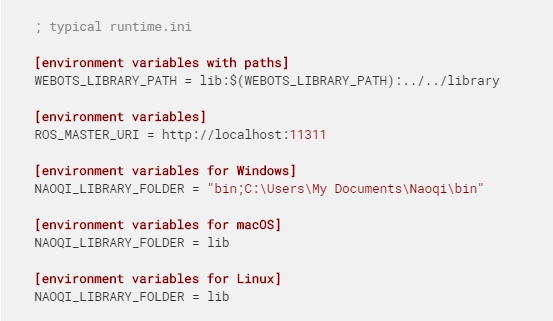 ; typical runtime.ini
[environment variables with paths]
WEBOTS_LIBRARY_PATH = lib:$(WEBOTS_LIBRARY_PATH):../../library
[environment variables]
ROS_MASTER_URI = http://localhost:11311
[environment variables for Windows]
NAOQI_LIBRARY_FOLDER = "bin;C:\Users\My Documents\Naoqi\bin"
[environment variables for macOS]
NAOQI_LIBRARY_FOLDER = lib
[environment variables for Linux]
NAOQI_LIBRARY_FOLDER = lib